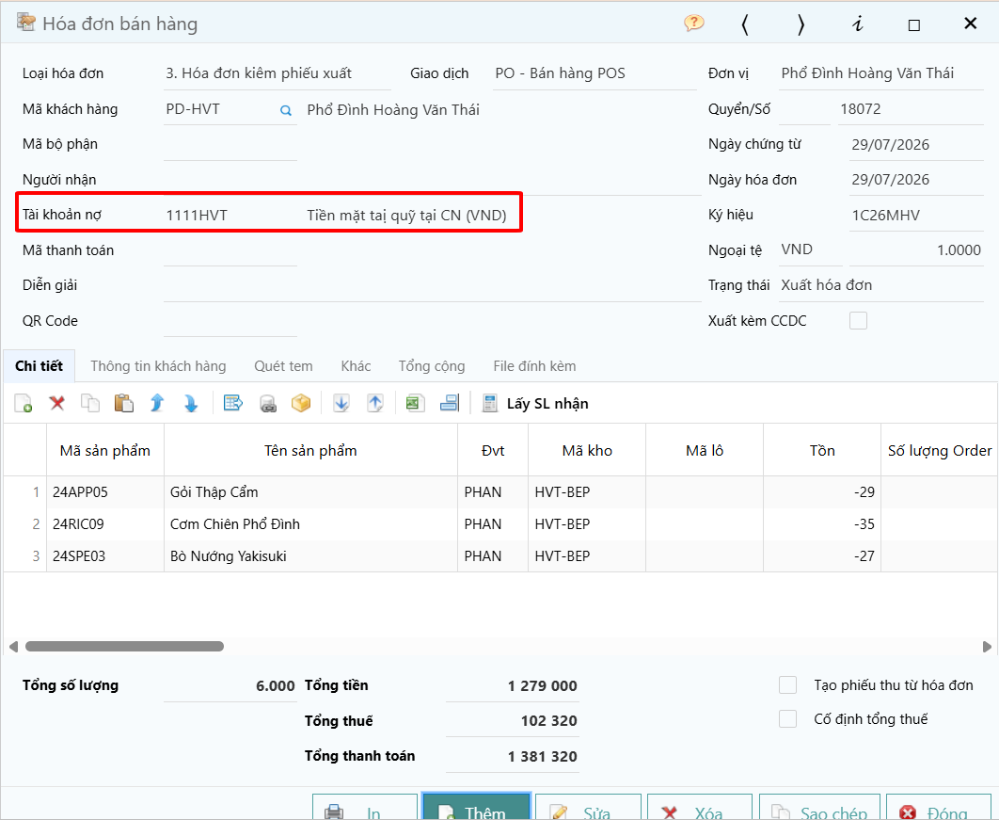 Hóa đơn bán hàng
Loại hóa đơn 3. Hóa đơn kiêm phiếu xuất Giao dịch PO - Bán hàng POS Đơn vị Phổ Đình Hoàng Văn Thái
Mã khách hàng PD-HVT Phổ Đình Hoàng Văn Thái Quyển/Số 18072
Mã bộ phận Ngày chứng từ 29/07/2026
Người nhận Ngày hóa đơn 29/07/2026
Tài khoản nợ 1111HVT Tiền mặt taị quỹ tại CN (VND) Ký hiệu 1C26MHV
Mã thanh toán Ngoại tệ VND 1.0000
Diễn giải Trạng thái Xuất hóa đơn
QR Code Xuất kèm CCDC
Chi tiết Thông tin khách hàng Quét tem Khác Tổng cộng File đính kèm
Lấy SL nhận
Mã sản phẩm Tên sản phẩm Đvt Mã kho Mã lô Tồn Số lượng Order
1 24APP05 Gỏi Thập Cẩm PHAN HVT-BEP -29
2 24RIC09 Cơm Chiên Phổ Đình PHAN HVT-BEP -35
3 24SPE03 Bò Nướng Yakisuki PHAN HVT-BEP -27
Tổng số lượng 6.000 Tổng tiền 1 279 000 Tạo phiếu thu từ hóa đơn
Tổng thuế 102 320 Cố định tổng thuế
Tổng thanh toán 1 381 320
In Thêm Sửa Xóa Sao chép Đóng